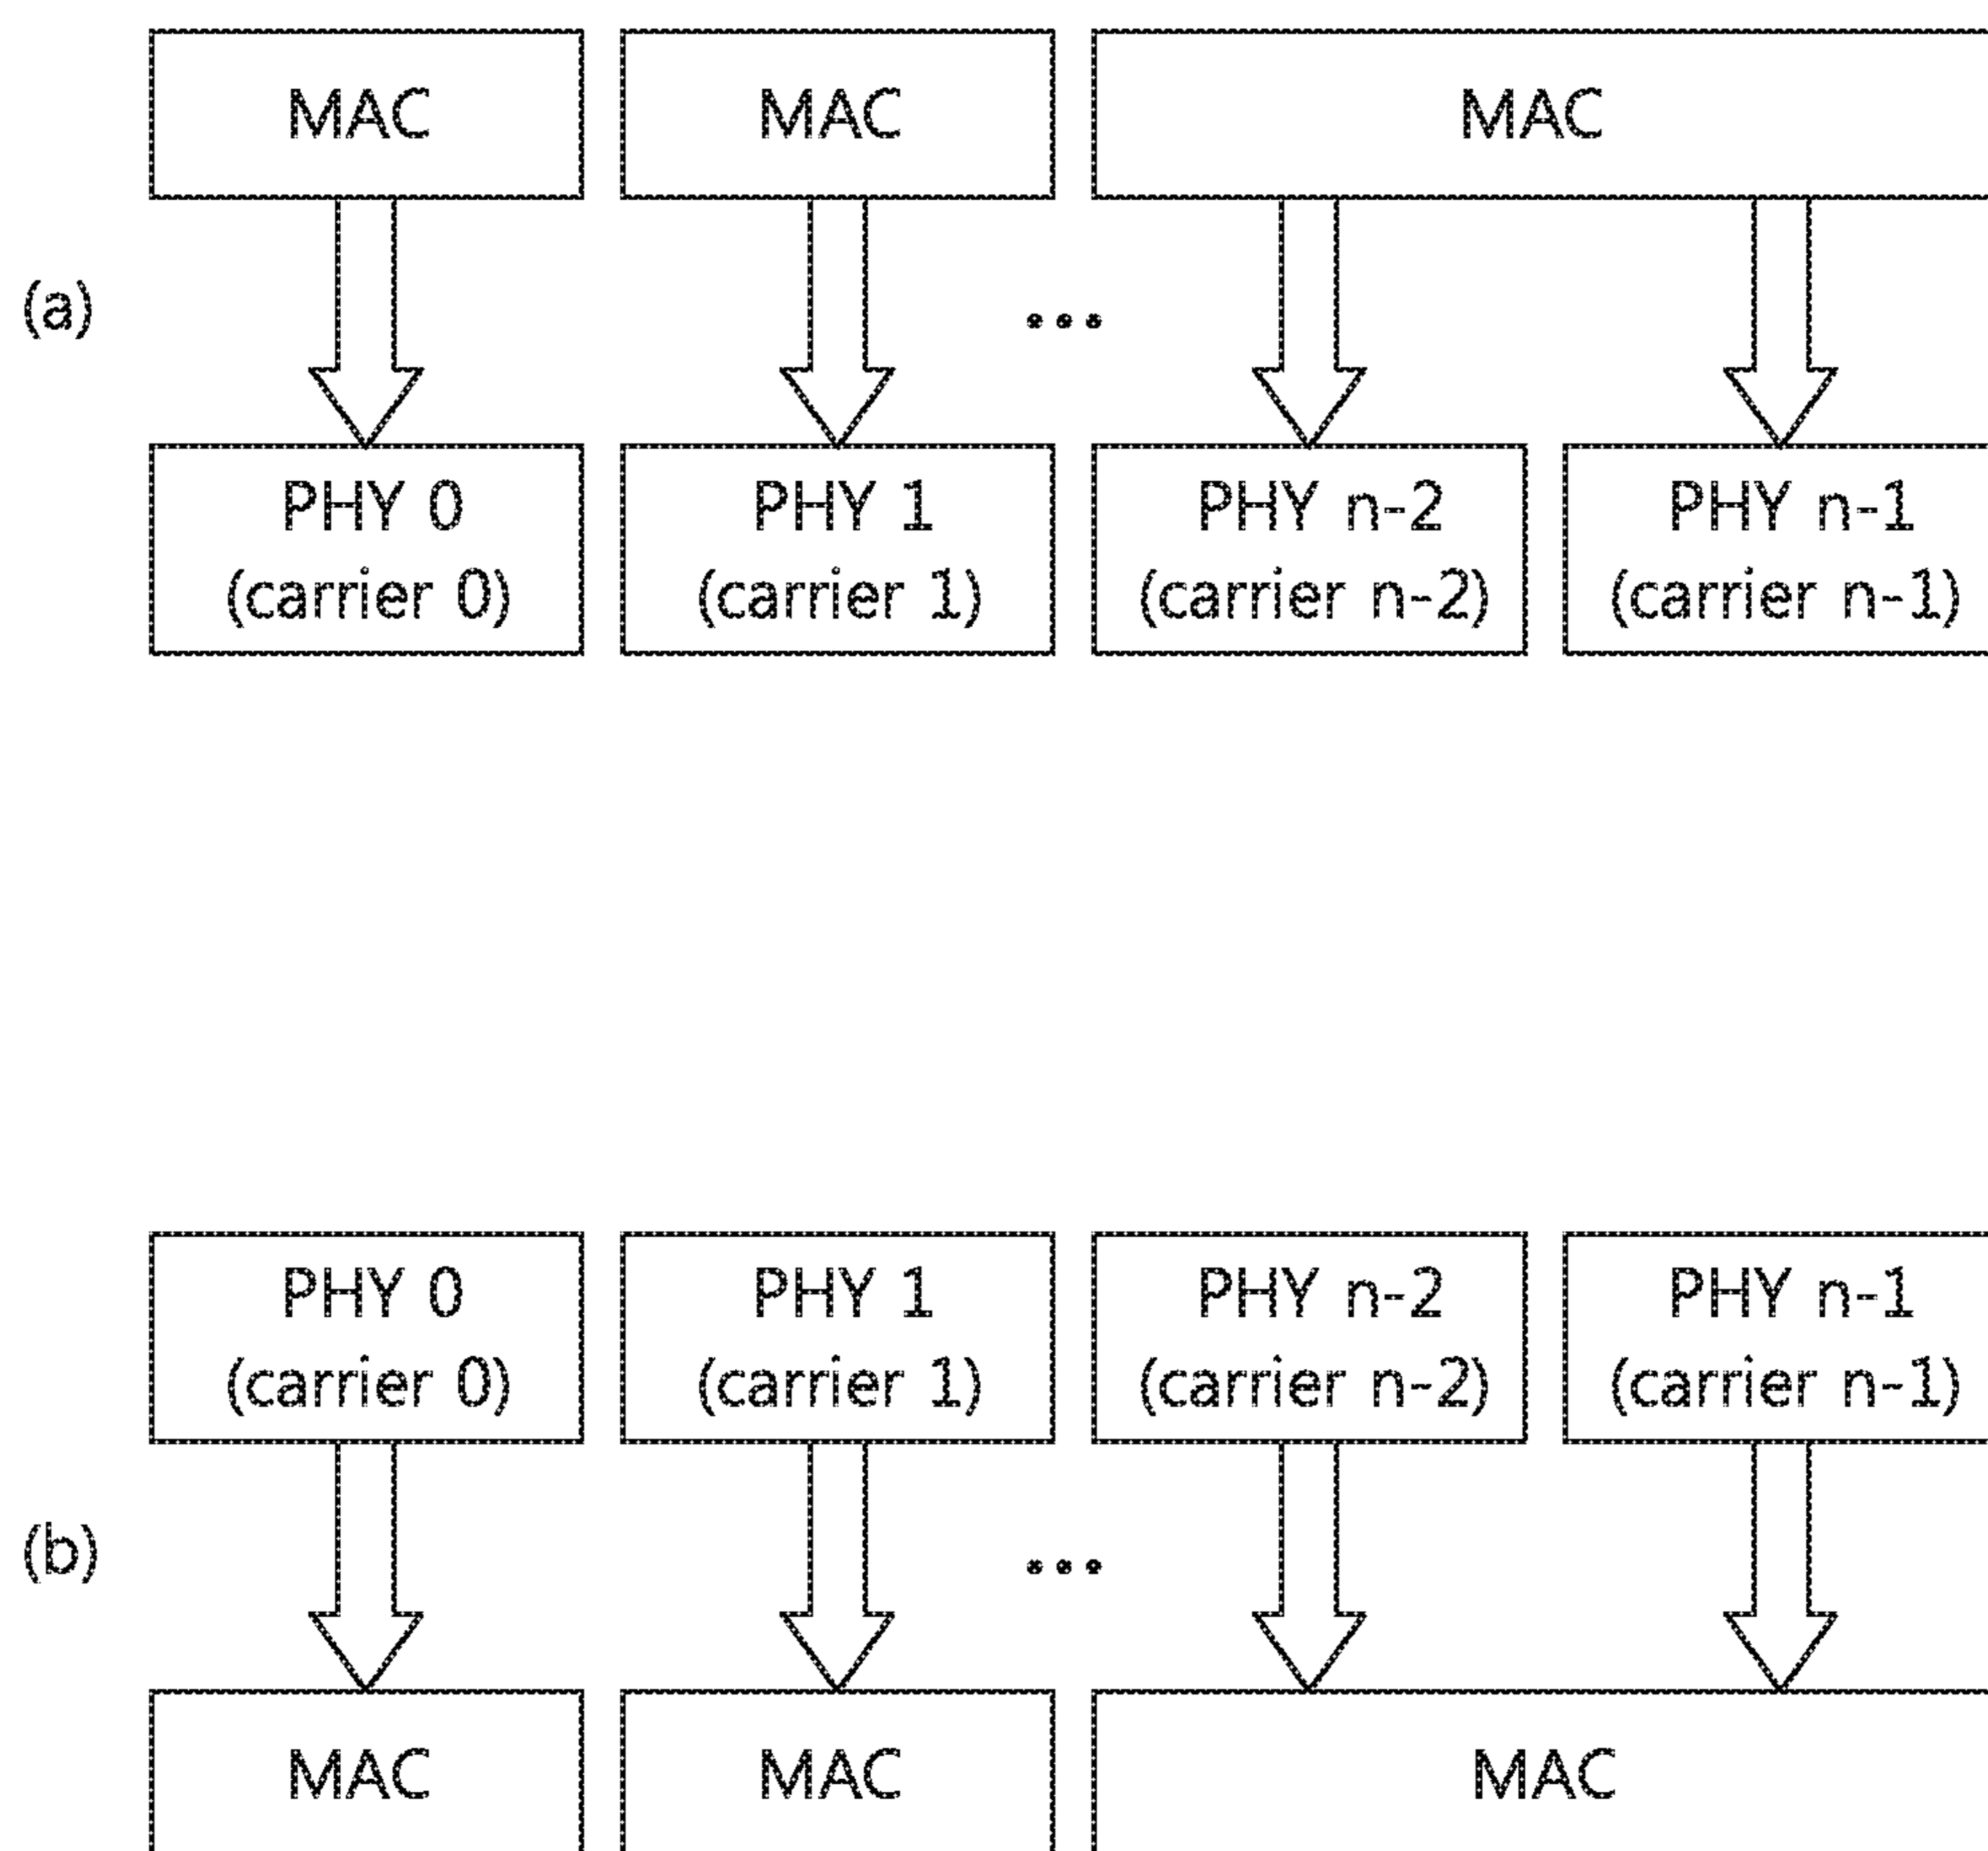 MAC
MAC
MAC
(a)
...
PHY 0
(carrier 0)
PHY 1
(carrier 1)
PHY n-2
(carrier n-2)
PHY n-1
(carrier n-1)
PHY 0
(carrier 0)
PHY 1
(carrier 1)
PHY n-2
(carrier n-2)
PHY n-1
(carrier n-1)
(b)
...
MAC
MAC
MAC